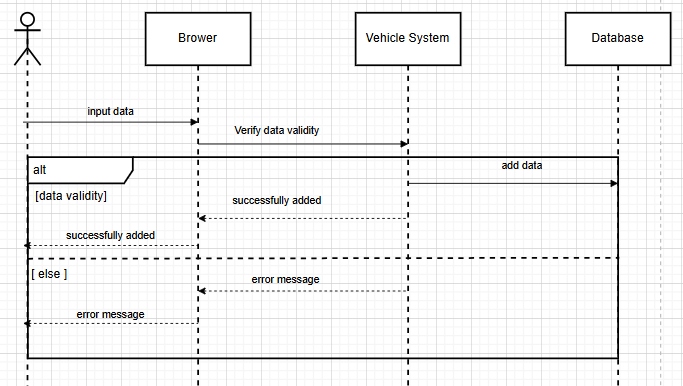 Brower
Vehicle System
Database
input data
Verify data validity
alt
add data
[data validity]
successfully added
successfully added
[ else ]
error message
error message